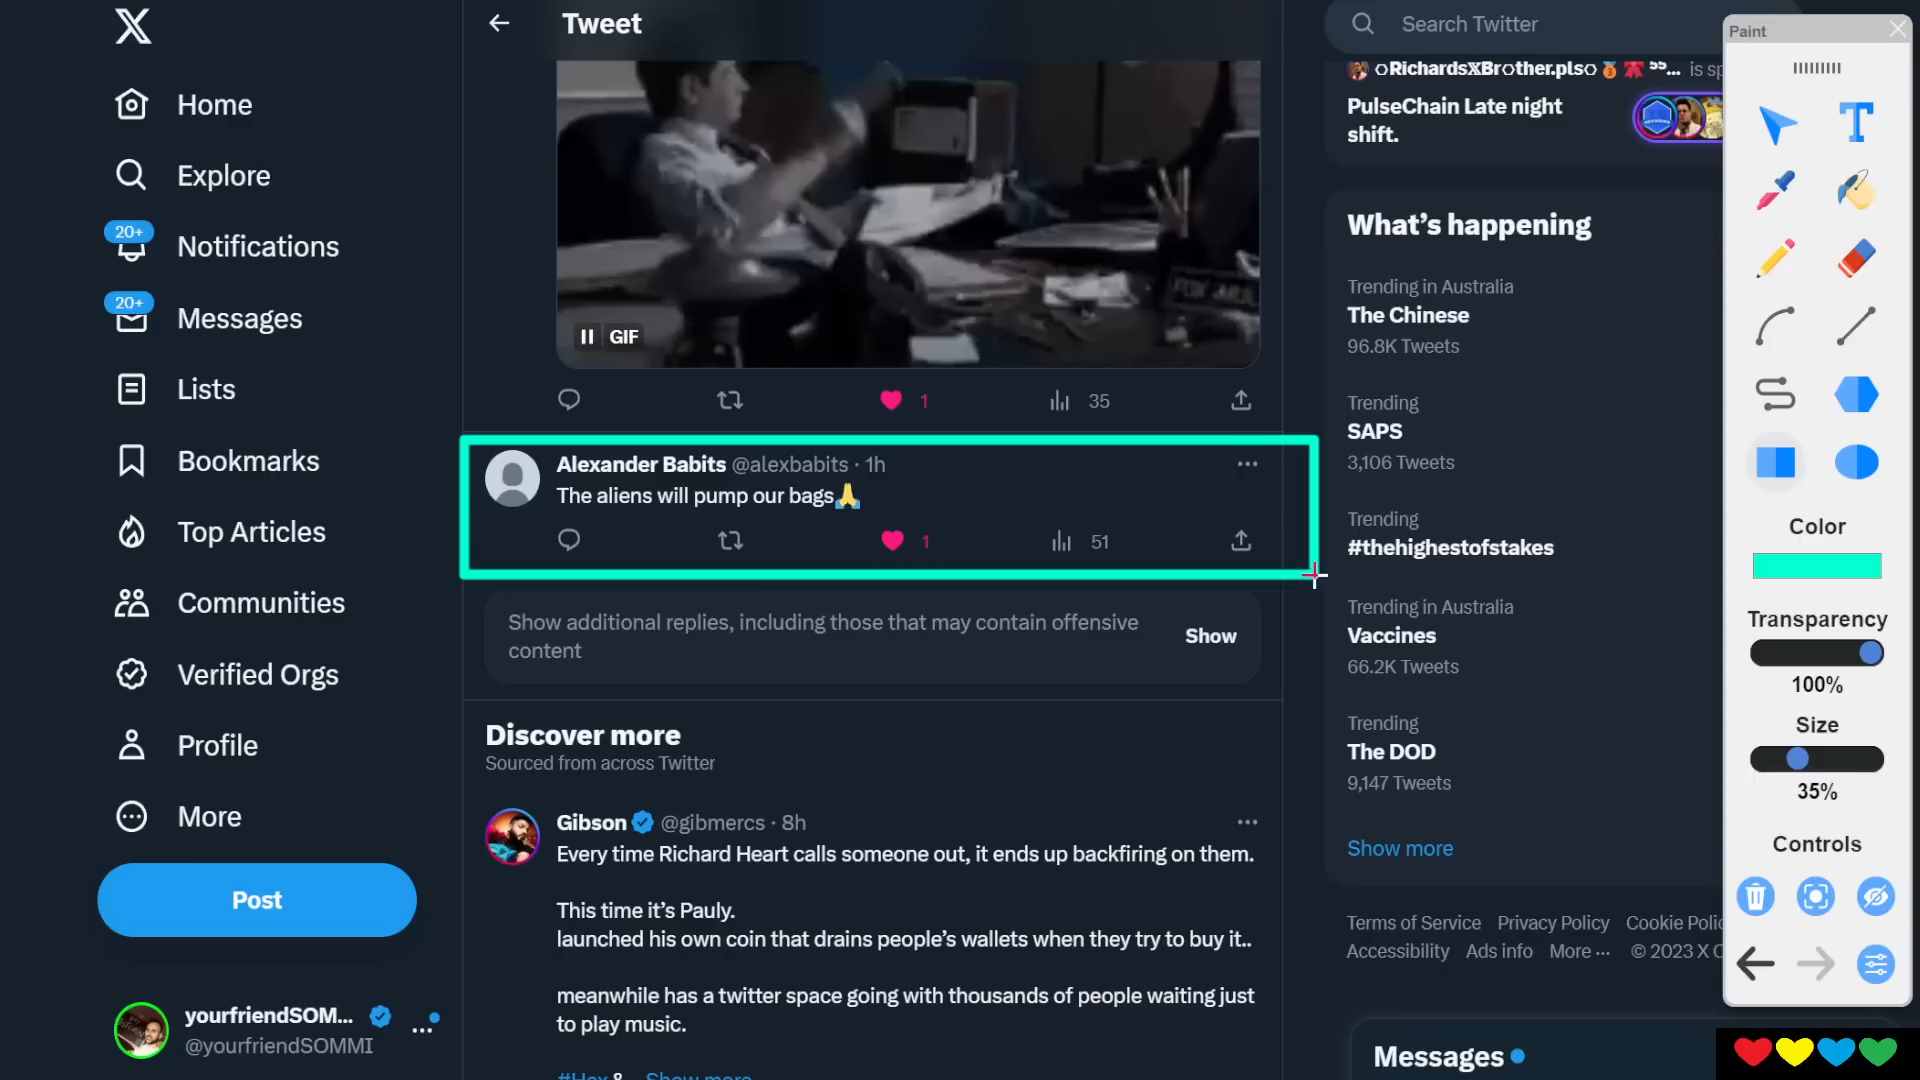 Tweet
Search Twitter
Paint
Home
Explore
20+
Notifications
20+
Messages
Lists
Bookmarks
Top Articles
Communities
Verified Orgs
Profile
More
Post
yourfriendSOM...
@yourfriendSOMMI
GIF
1
35
Alexander Babits @alexbabits · 1h
The aliens will pump our bags🙏
1
51
Show additional replies, including those that may contain offensive
content
Show
Discover more
Sourced from across Twitter
Gibson @gibmercs · 8h
Every time Richard Heart calls someone out, it ends up backfiring on them.
This time it’s Pauly.
launched his own coin that drains people’s wallets when they try to buy it..
meanwhile has a twitter space going with thousands of people waiting just
to play music.
#Hex & Show more
is sp
PulseChain Late night
shift.
What’s happening
Trending in Australia
The Chinese
96.8K Tweets
Trending
SAPS
3,106 Tweets
Trending
#thehighestofstakes
Trending in Australia
Vaccines
66.2K Tweets
Trending
The DOD
9,147 Tweets
Show more
Terms of Service Privacy Policy Cookie Polic
Accessibility Ads info More ··· © 2023 X C
Messages
Color
Transparency
100%
Size
35%
Controls